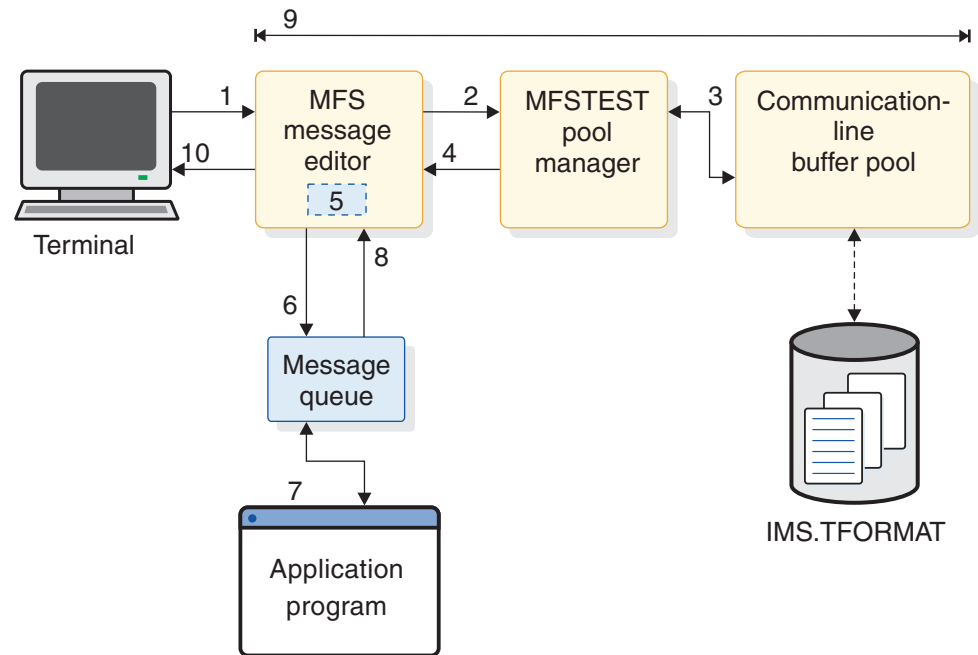 9
1
10
MFS
message
editor
5
2
4
MFSTEST
pool
manager
3
Communication-
line
buffer pool
Terminal
6
8
Message
queue
7
Application
program
IMS.TFORMAT